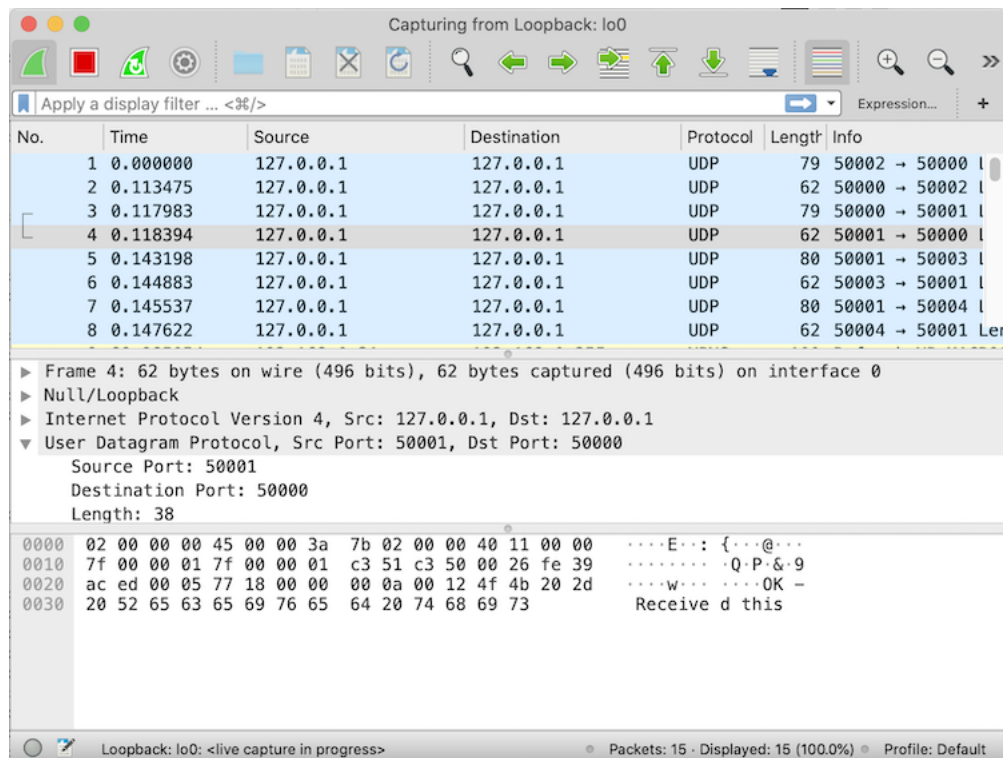 Capturing from Loopback: lo0
Apply a display filter ... <⌘/>
Expression...
+
No. Time Source Destination Protocol Length Info
1 0.000000 127.0.0.1 127.0.0.1 UDP 79 50002 → 50000 L
2 0.113475 127.0.0.1 127.0.0.1 UDP 62 50000 → 50002 L
3 0.117983 127.0.0.1 127.0.0.1 UDP 79 50000 → 50001 L
4 0.118394 127.0.0.1 127.0.0.1 UDP 62 50001 → 50000 L
5 0.143198 127.0.0.1 127.0.0.1 UDP 80 50001 → 50003 L
6 0.144883 127.0.0.1 127.0.0.1 UDP 62 50003 → 50001 L
7 0.145537 127.0.0.1 127.0.0.1 UDP 80 50001 → 50004 L
8 0.147622 127.0.0.1 127.0.0.1 UDP 62 50004 → 50001 Len
Frame 4: 62 bytes on wire (496 bits), 62 bytes captured (496 bits) on interface 0
Null/Loopback
Internet Protocol Version 4, Src: 127.0.0.1, Dst: 127.0.0.1
User Datagram Protocol, Src Port: 50001, Dst Port: 50000
Source Port: 50001
Destination Port: 50000
Length: 38
0000 02 00 00 00 45 00 00 3a 7b 02 00 00 40 11 00 00 ····E··: {···@···
0010 7f 00 00 01 7f 00 00 01 c3 51 c3 50 00 26 fe 39 ········ ·Q·P·&·9
0020 ac ed 00 05 77 18 00 00 00 0a 00 12 4f 4b 20 2d ····w··· ····OK -
0030 20 52 65 63 65 69 76 65 64 20 74 68 69 73 Receive d this
Loopback: lo0: <live capture in progress>
Packets: 15 · Displayed: 15 (100.0%)
Profile: Default